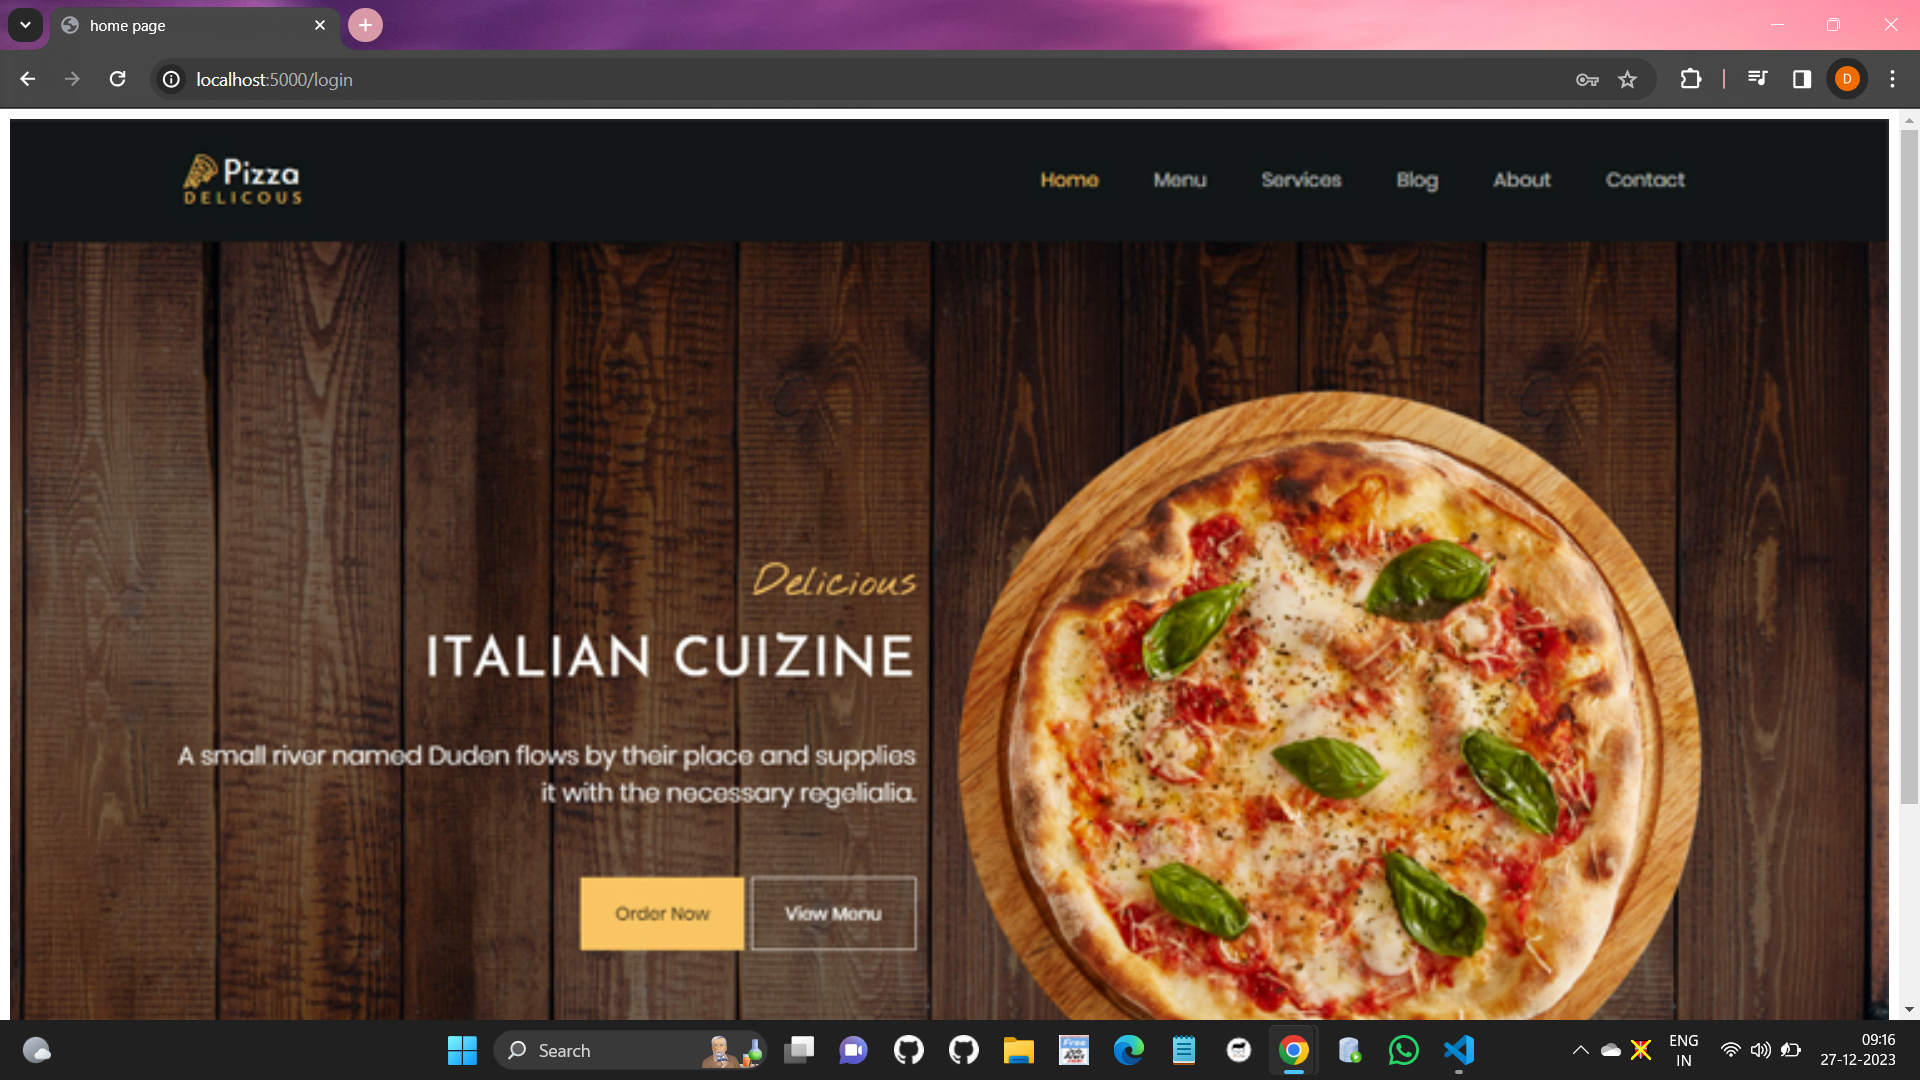 home page
localhost:5000/login
Pizza
DELICOUS
Home
Menu
Services
Blog
About
Contact
Delicious
ITALIAN CUIZINE
A small river named Duden flows by their place and supplies
it with the necessary regelialia.
Order Now
View Menu
D
Search
Free
ENG
IN
09:16
27-12-2023